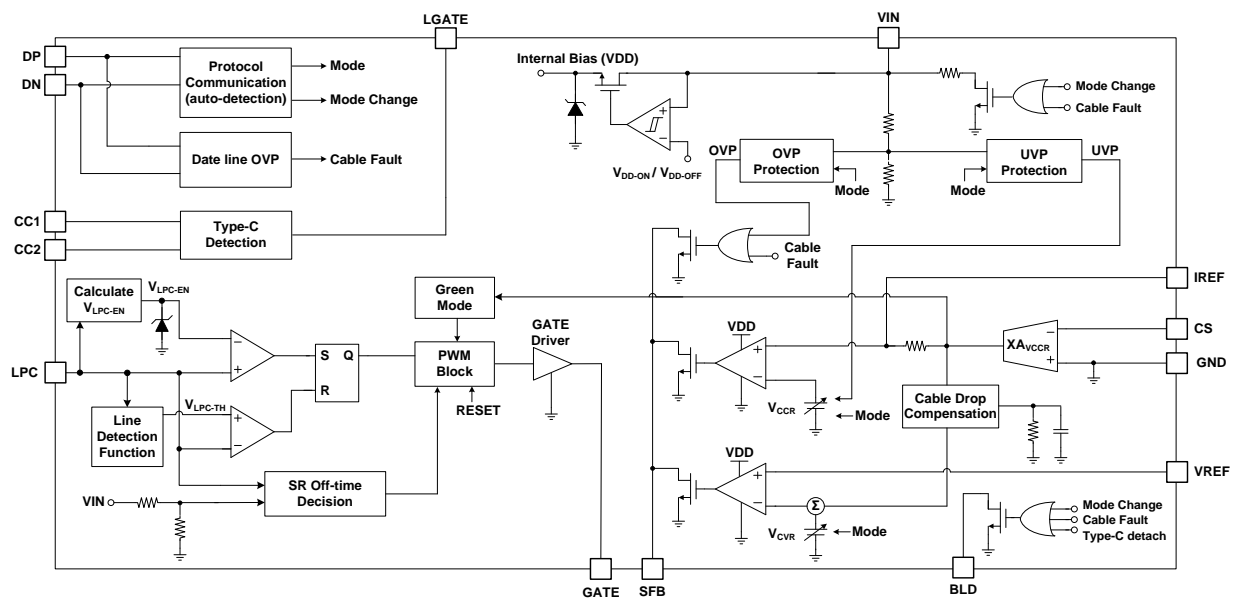 LGATE
VIN
DP
DN
Protocol
Communication
(auto-detection)
Mode
Mode Change
Date line OVP
Cable Fault
Internal Bias (VDD)
+
−
VDD-ON / VDD-OFF
Mode Change
Cable Fault
OVP
OVP
Protection
Mode
UVP
Protection
UVP
Mode
CC1
CC2
Type-C
Detection
Cable
Fault
Calculate
VLPC-EN
VLPC-EN
−
+
S Q
R
Green
Mode
PWM
Block
RESET
GATE
Driver
LPC
VLPC-TH
+
−
Line
Detection
Function
VIN
SR Off-time
Decision
IREF
CS
GND
XAVCCR
−
+
VDD
+
−
VCCR
Mode
Cable Drop
Compensation
VDD
+
−
Σ
VCVR
Mode
VREF
Mode Change
Cable Fault
Type-C detach
GATE
SFB
BLD